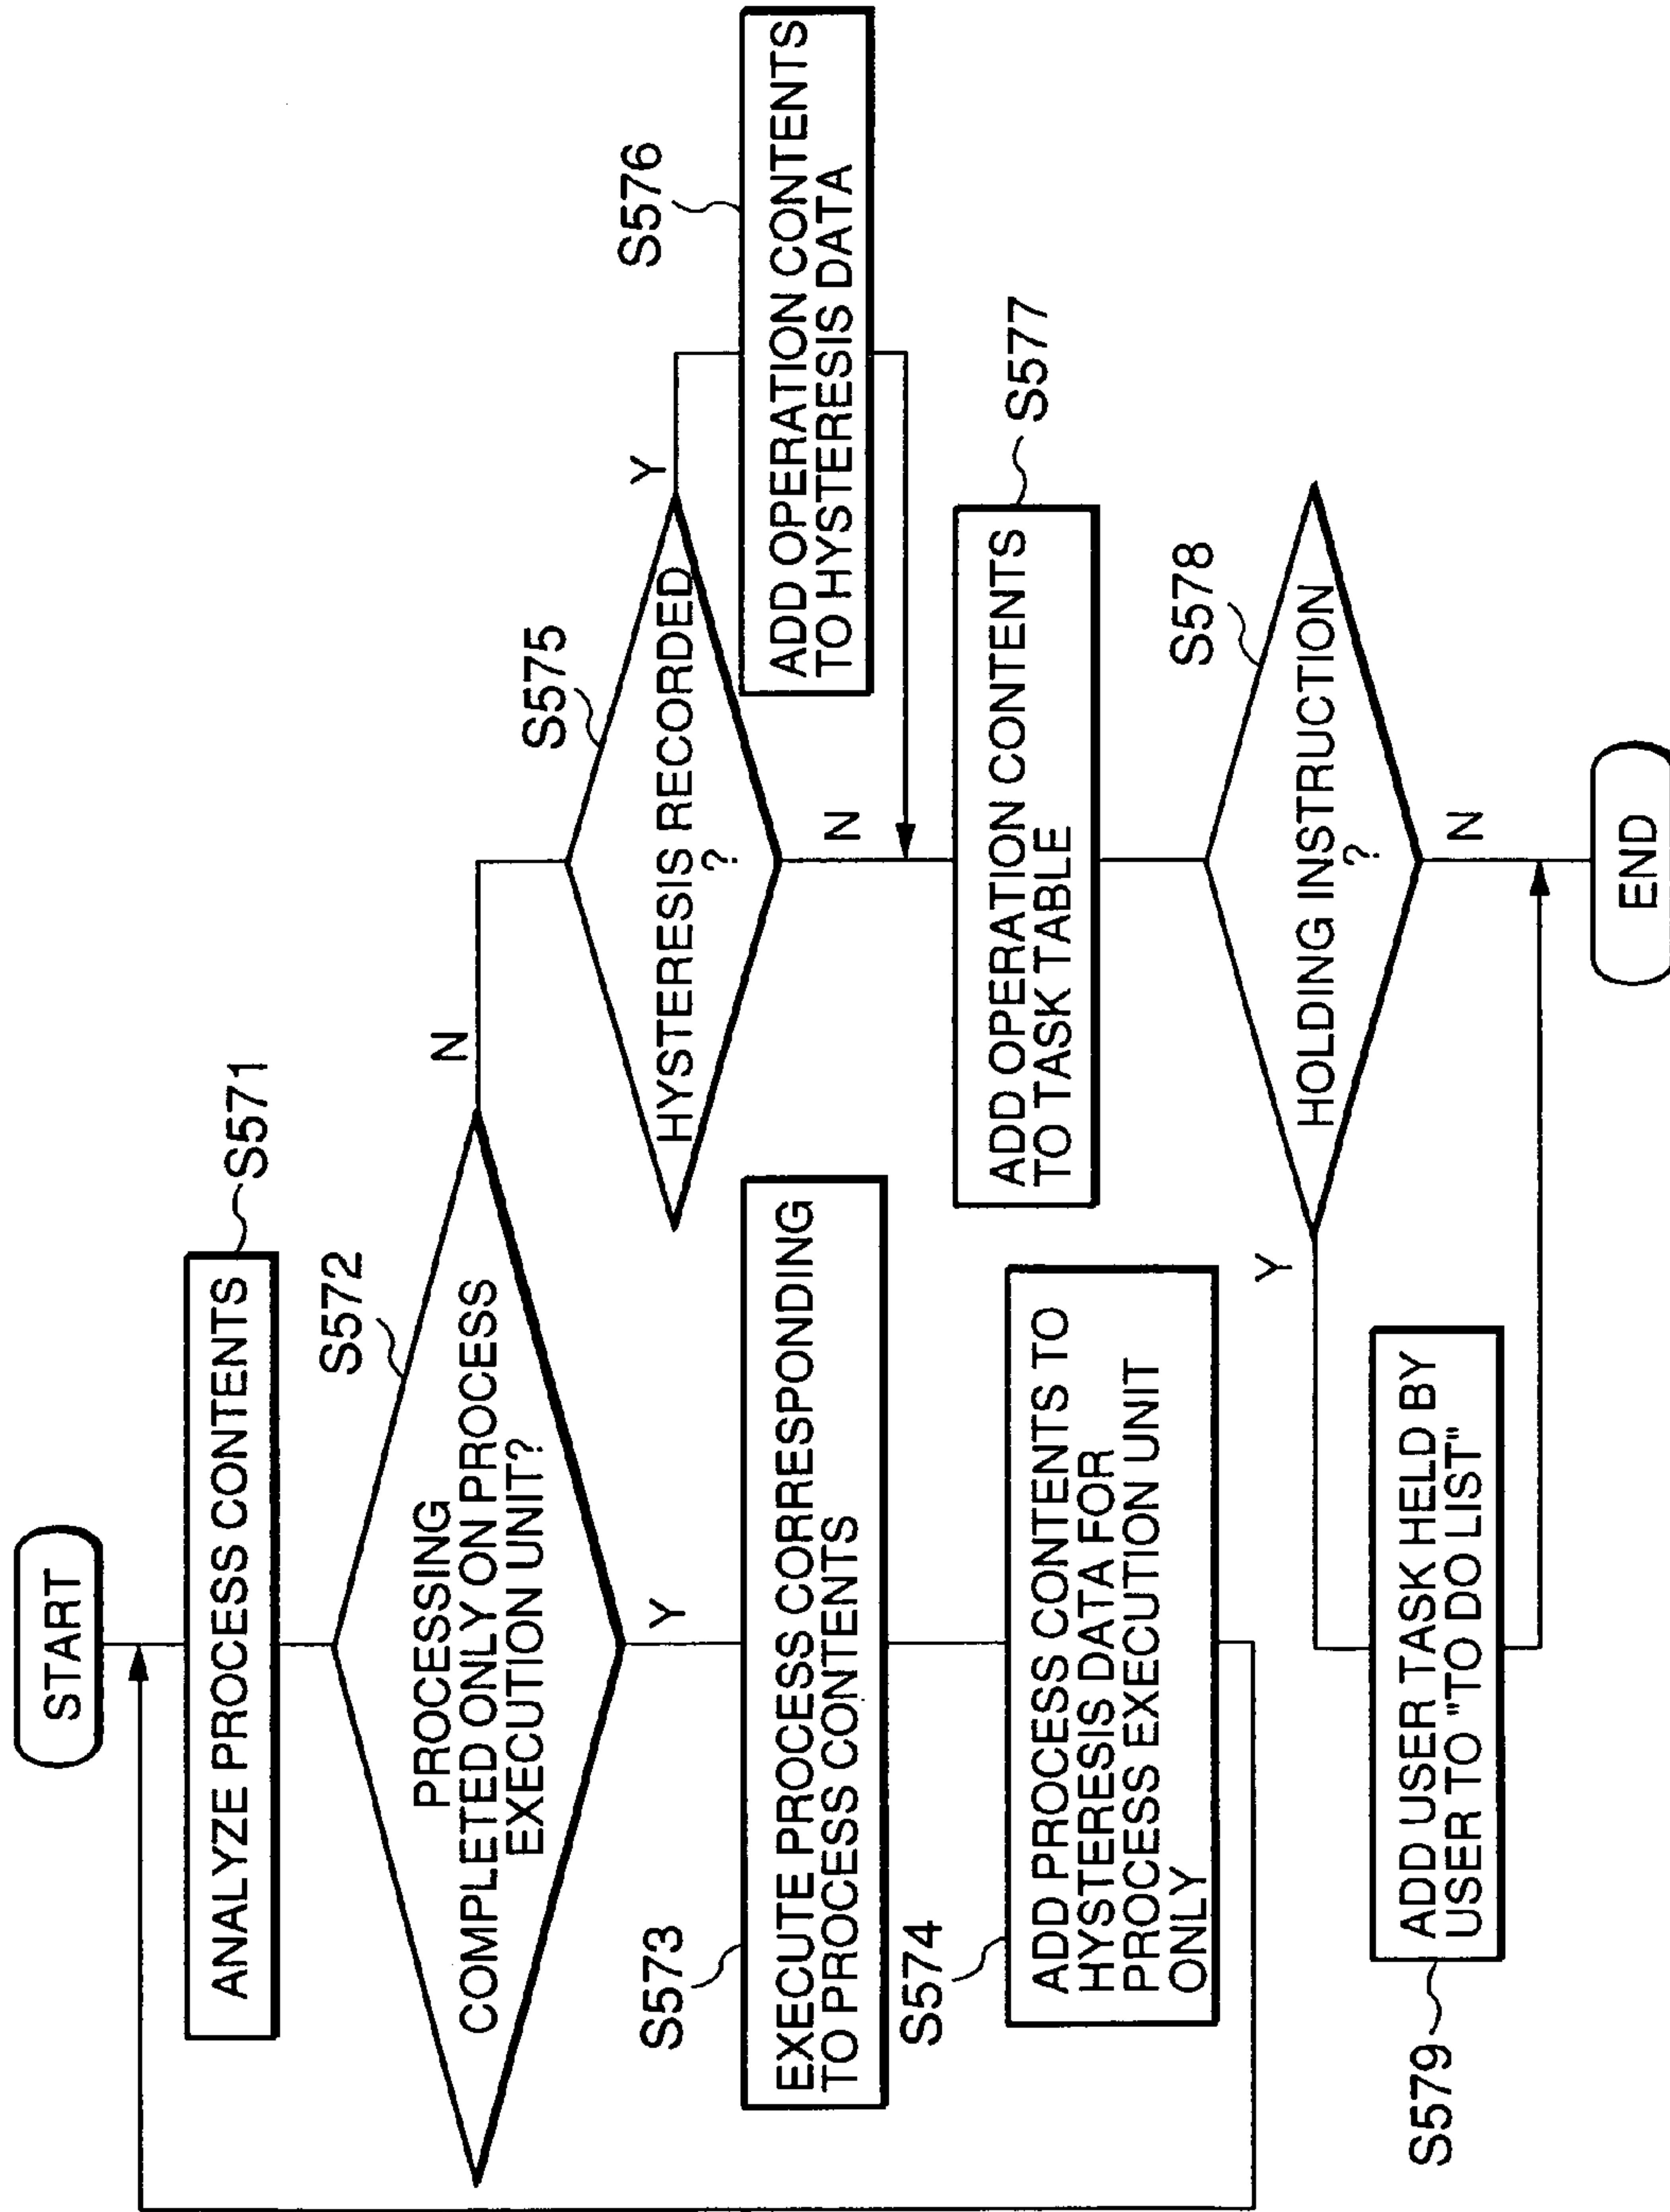 START
ANALYZE PROCESS CONTENTS
S571
PROCESSING
COMPLETED ONLY ON PROCESS
EXECUTION UNIT?
S572
N
Y
S573
EXECUTE PROCESS CORRESPONDING
TO PROCESS CONTENTS
S574
ADD PROCESS CONTENTS TO
HYSTERESIS DATA FOR
PROCESS EXECUTION UNIT
ONLY
S575
HYSTERESIS RECORDED
?
Y
N
S576
ADD OPERATION CONTENTS
TO HYSTERESIS DATA
S577
ADD OPERATION CONTENTS
TO TASK TABLE
S578
HOLDING INSTRUCTION
?
Y
N
S579
ADD USER TASK HELD BY
USER TO "TO DO LIST"
END